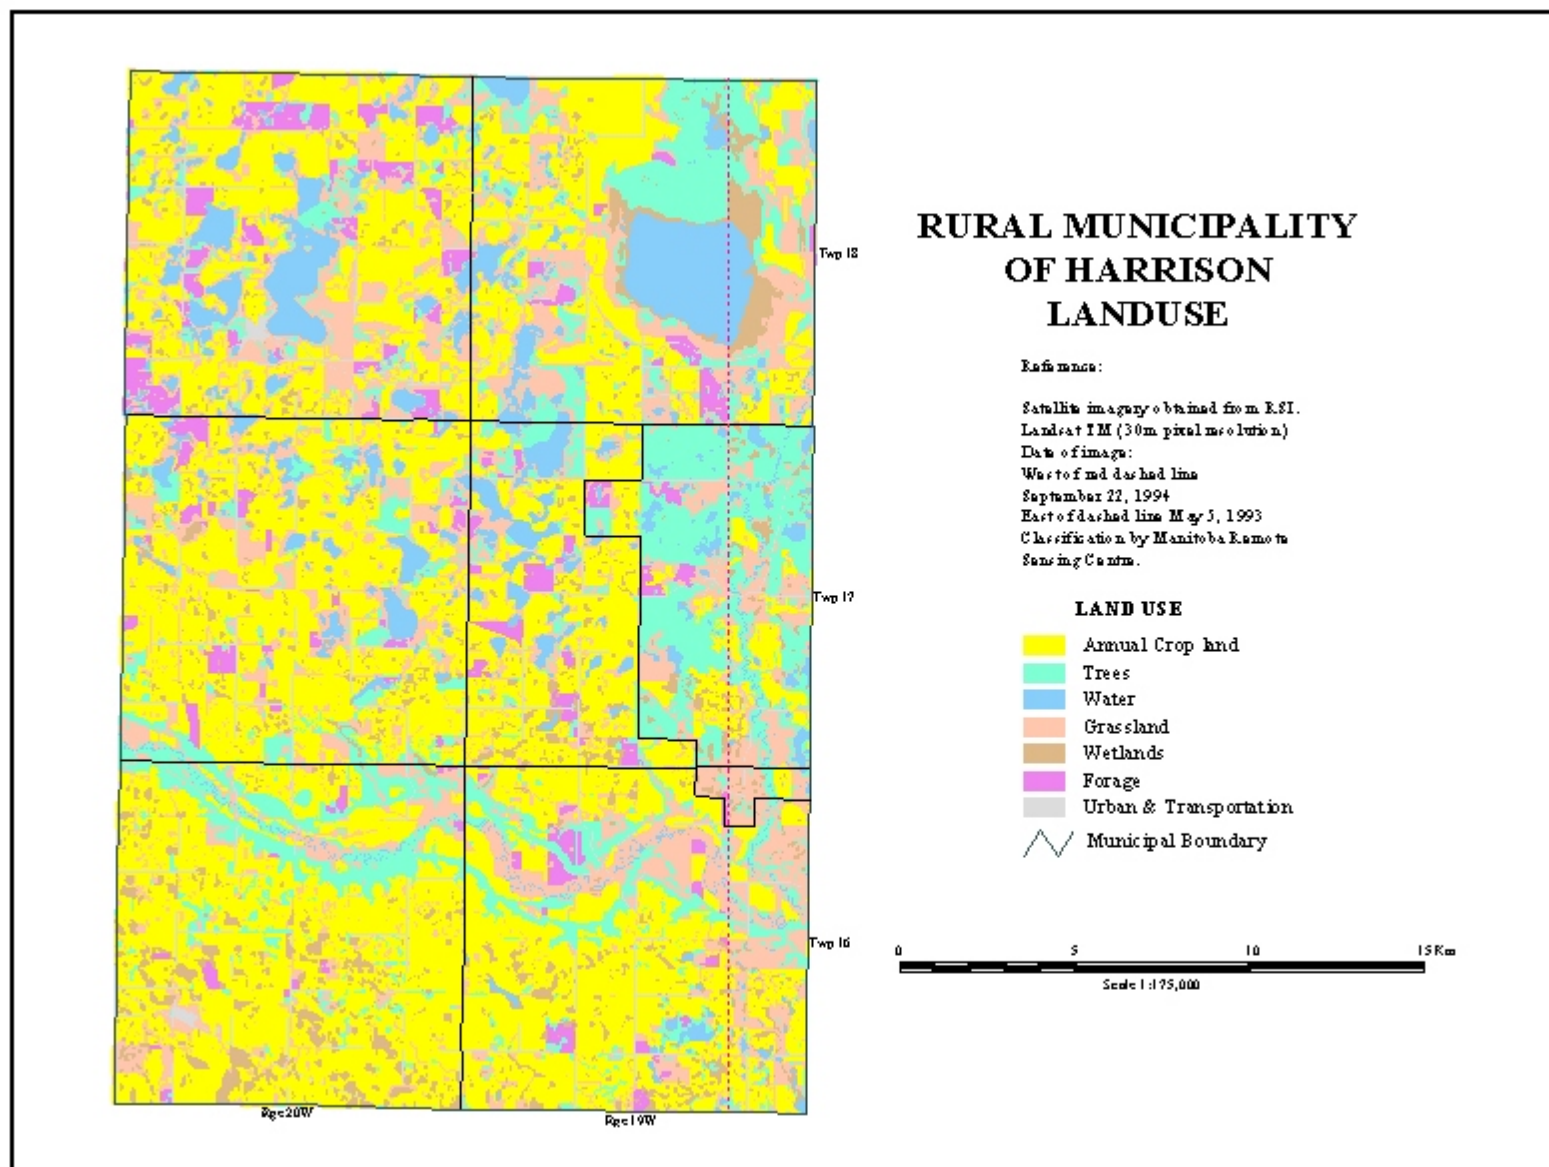 RURAL MUNICIPALITY
OF HARRISON
LANDUSE
Reference:
Satellite imagery obtained from RSI.
Landsat TM (30m pixel resolution)
Date of image:
West of red dashed line
September 22, 1994
East of dashed line May 5, 1993
Classification by Manitoba Remote
Sensing Centre.
LAND USE
Annual Crop land
Trees
Water
Grassland
Wetlands
Forage
Urban & Transportation
Municipal Boundary
0 5 10 15 Km
Scale 1:175,000
Twp 18
Twp 17
Twp 16
Rge 20W
Rge 19W